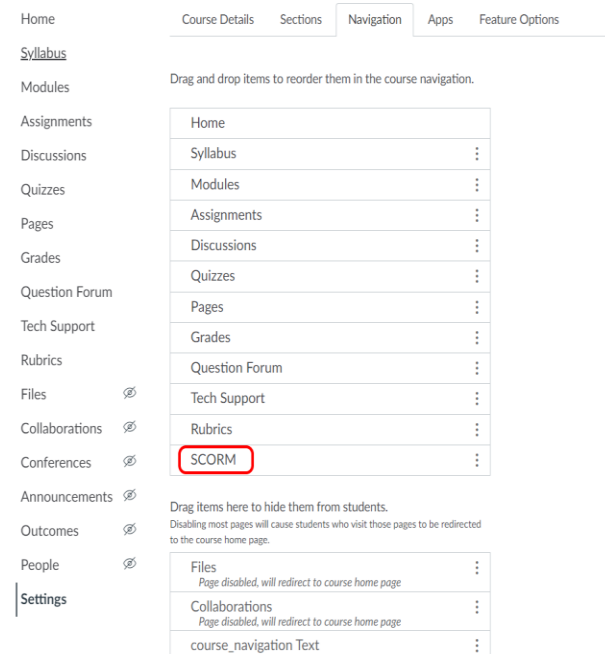 Home
Syllabus
Modules
Assignments
Discussions
Quizzes
Pages
Grades
Question Forum
Tech Support
Rubrics
Files
Collaborations
Conferences
Announcements
Outcomes
People
Settings
Course Details Sections Navigation Apps Feature Options
Drag and drop items to reorder them in the course navigation.
Home
Syllabus
Modules
Assignments
Discussions
Quizzes
Pages
Grades
Question Forum
Tech Support
Rubrics
SCORM
Drag items here to hide them from students.
Disabling most pages will cause students who visit those pages to be redirected
to the course home page.
Files
Page disabled, will redirect to course home page
Collaborations
Page disabled, will redirect to course home page
course_navigation Text